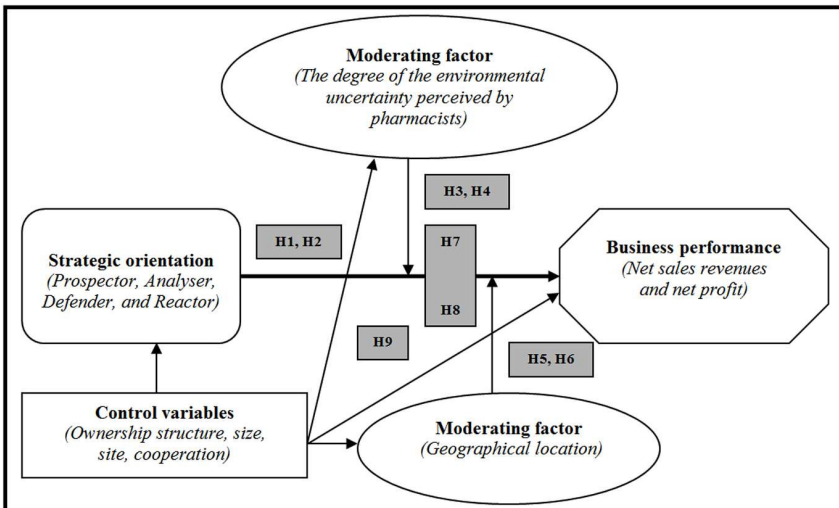 Moderating factor
(The degree of the environmental
uncertainty perceived by
pharmacists)
H3, H4
H1, H2
H7
Strategic orientation
(Prospector, Analyser,
Defender, and Reactor)
Business performance
(Net sales revenues
and net profit)
H8
H9
H5, H6
Control variables
(Ownership structure, size,
site, cooperation)
Moderating factor
(Geographical location)